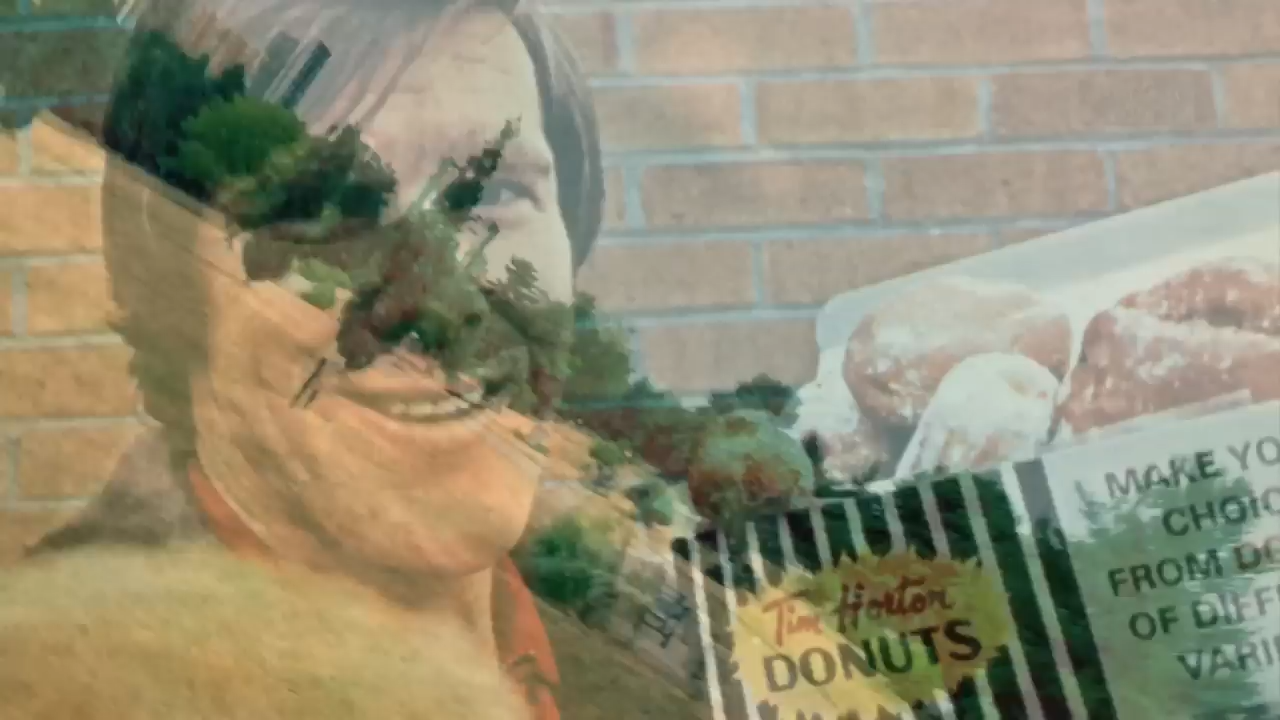 Tim Horton
DONUTS
MAKE YO
CHOIC
FROM DO
OF DIFF
VARI